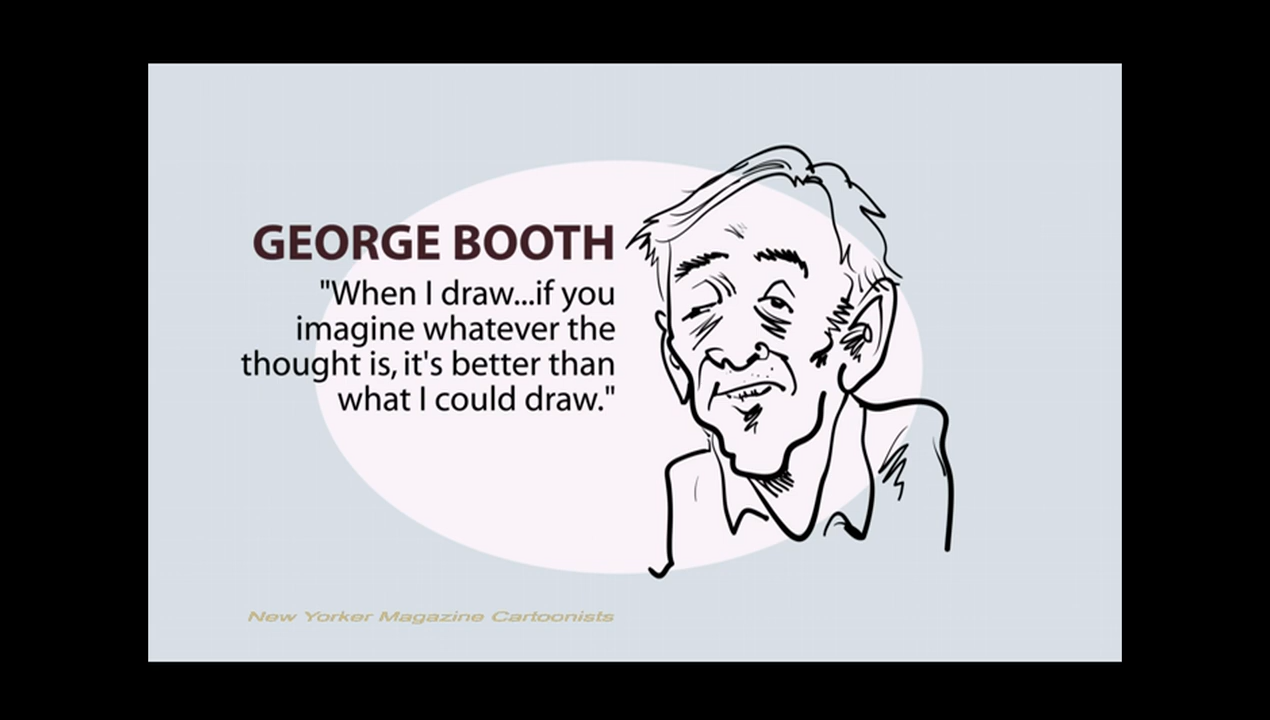 GEORGE BOOTH
"When I draw...if you
imagine whatever the
thought is, it's better than
what I could draw."
New Yorker Magazine Cartoonists